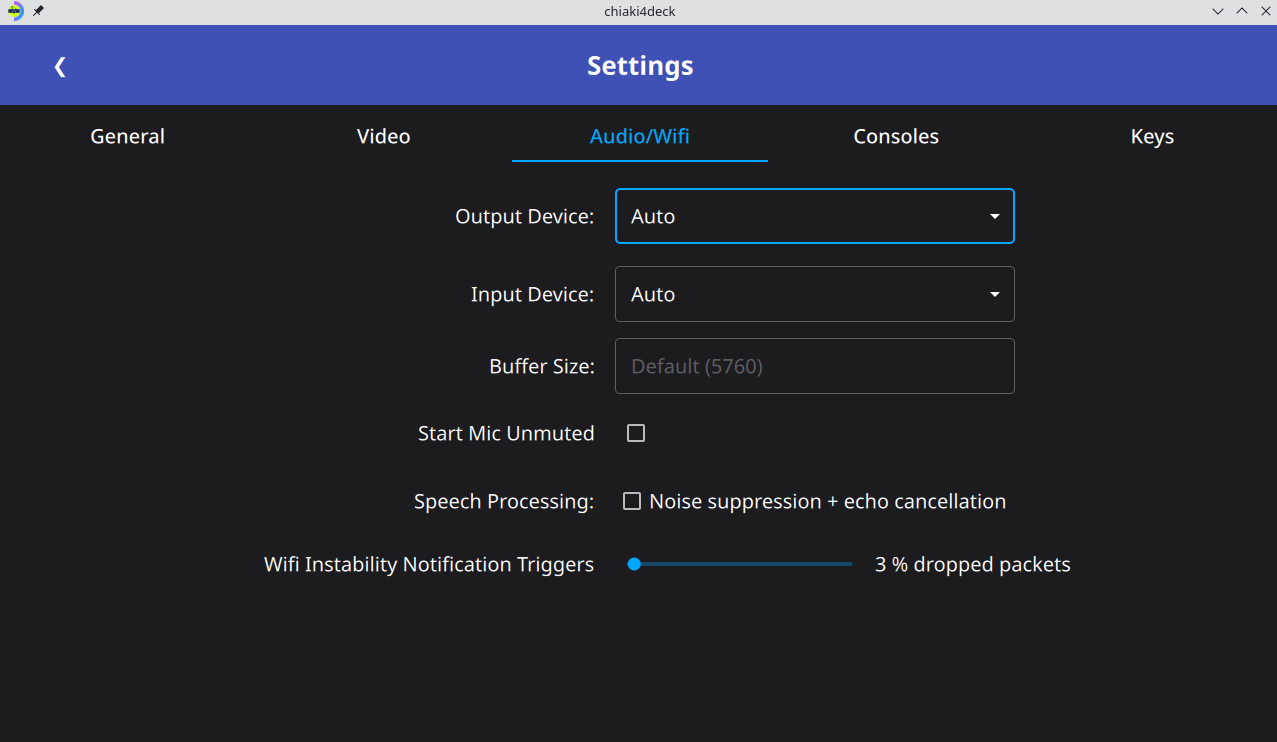 chiaki4deck
Settings
General Video Audio/Wifi Consoles Keys
Output Device: Auto
Input Device: Auto
Buffer Size: Default (5760)
Start Mic Unmuted
Speech Processing: Noise suppression + echo cancellation
Wifi Instability Notification Triggers 3 % dropped packets